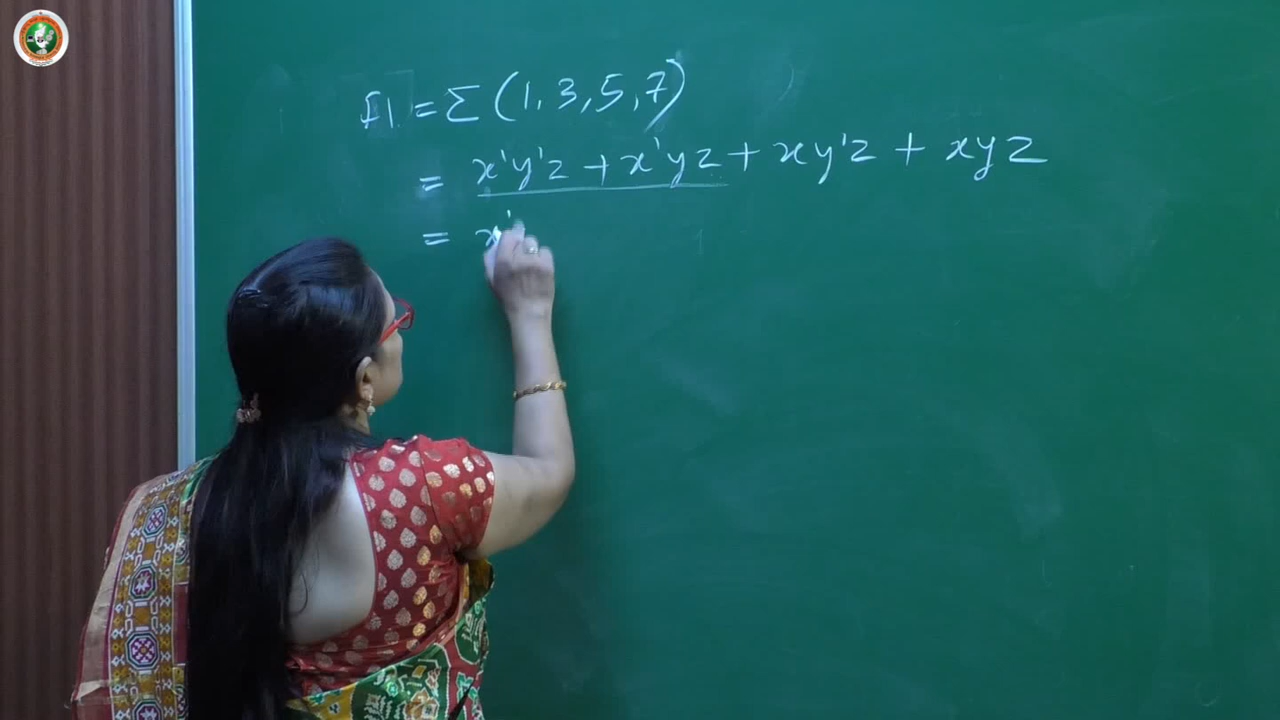 f1 = Σ (1, 3, 5, 7)
= x'y'z + x'yz + xy'z + xyz
= x'